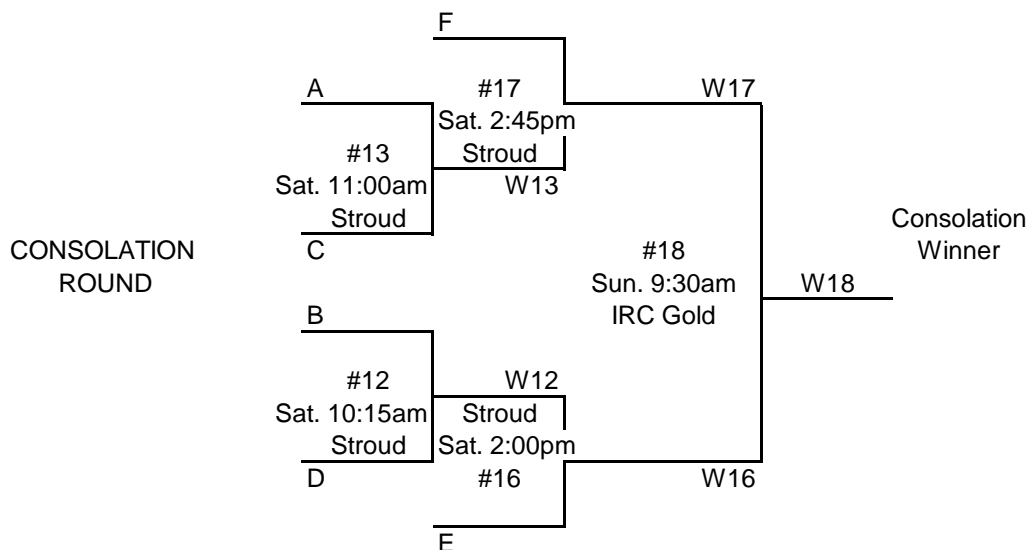 F
A
#17
W17
Sat. 2:45pm
#13
Stroud
Sat. 11:00am
W13
Stroud
Consolation
C
CONSOLATION
#18
Winner
ROUND
Sun. 9:30am
W18
B
IRC Gold
#12
W12
Sat. 10:15am
Stroud
Stroud
Sat. 2:00pm
D
#16
W16
E